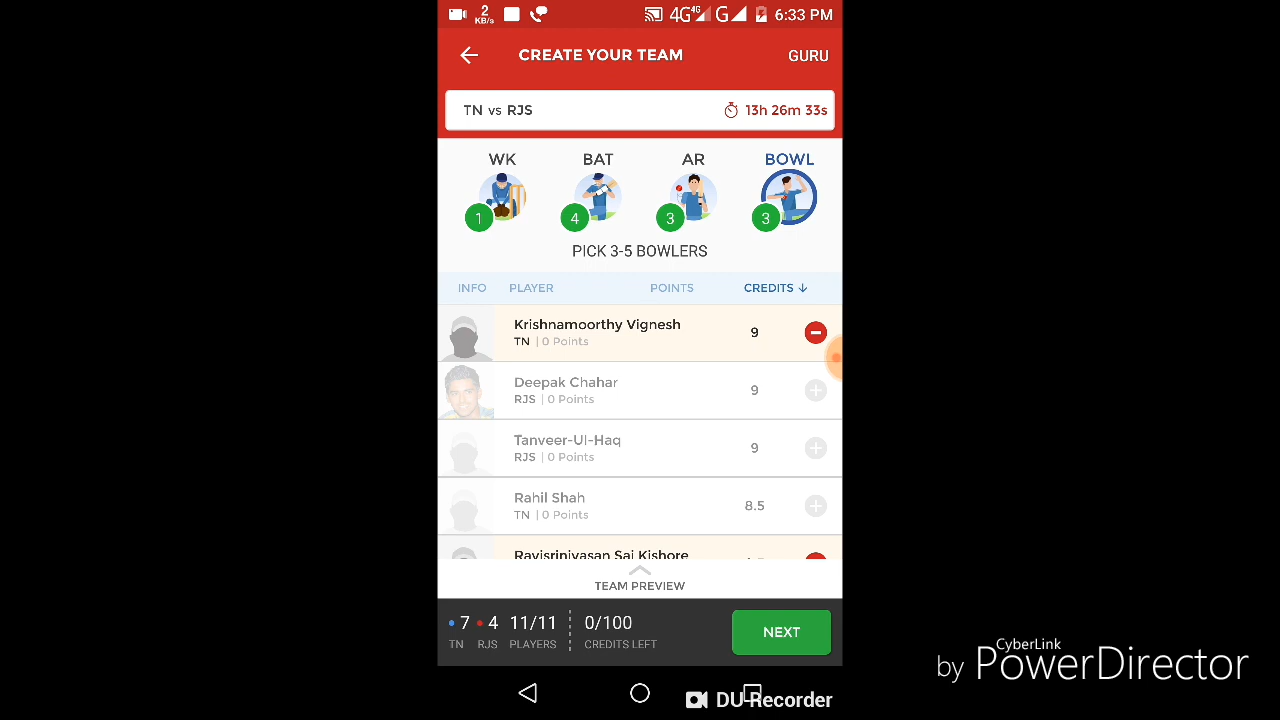 2
KB/s
4G 4G G 6:33 PM
CREATE YOUR TEAM GURU
TN vs RJS 13h 26m 33s
WK BAT AR BOWL
1 4 3 3
PICK 3-5 BOWLERS
INFO PLAYER POINTS CREDITS ↓
Krishnamoorthy Vignesh
TN | 0 Points 9
Deepak Chahar
RJS | 0 Points 9
Tanveer-Ul-Haq
RJS | 0 Points 9
Rahil Shah
TN | 0 Points 8.5
Ravisrinivasan Sai Kishore
TEAM PREVIEW
7 4 11/11 0/100
TN RJS PLAYERS CREDITS LEFT
NEXT
DU Recorder
CyberLink
by PowerDirector